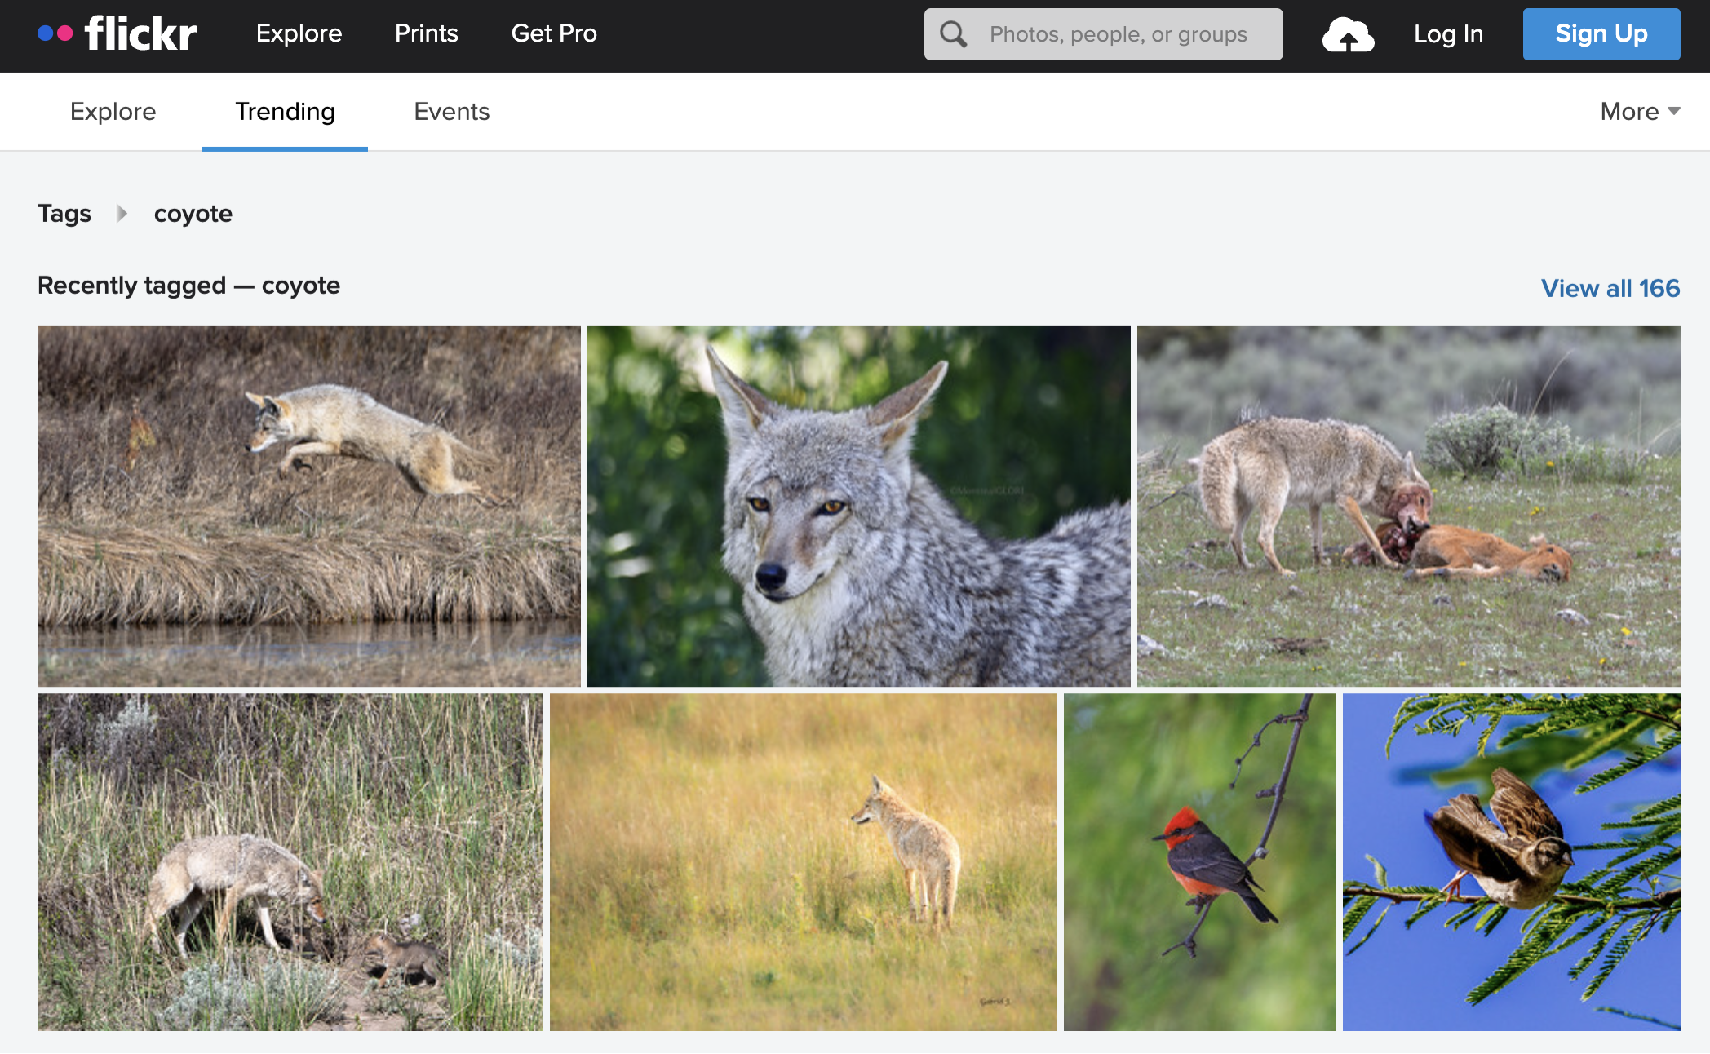 flickr Explore Prints Get Pro Photos, people, or groups Log In Sign Up
Explore Trending Events More
Tags coyote
Recently tagged — coyote View all 166